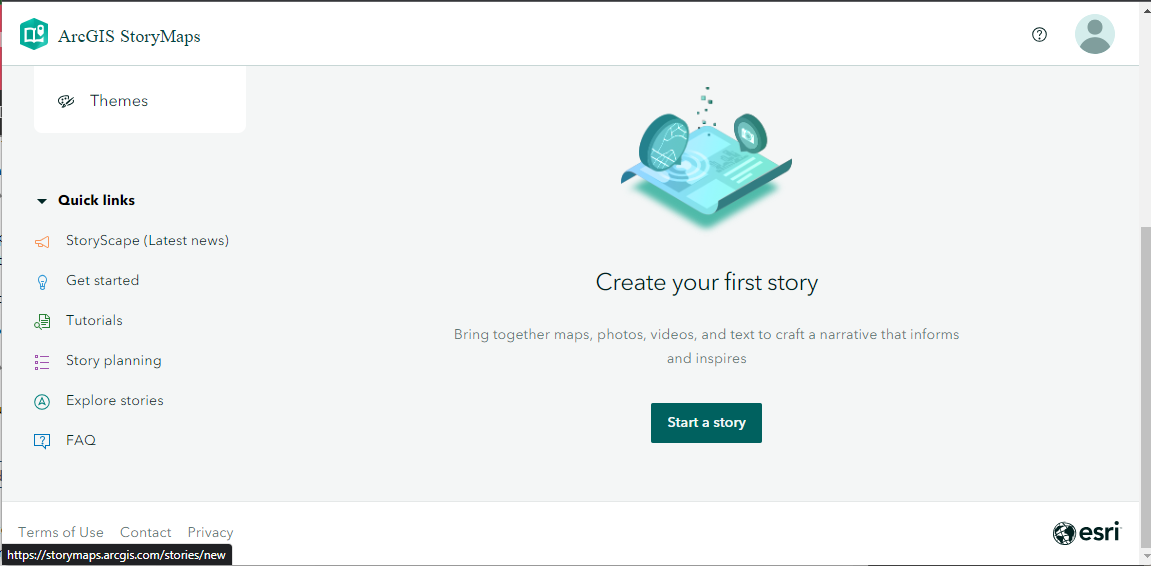 ArcGIS StoryMaps
Themes
Quick links
StoryScape (Latest news)
Get started
Tutorials
Story planning
Explore stories
FAQ
Create your first story
Bring together maps, photos, videos, and text to craft a narrative that informs
and inspires
Start a story
Terms of Use Contact Privacy
esri
https://storymaps.arcgis.com/stories/new